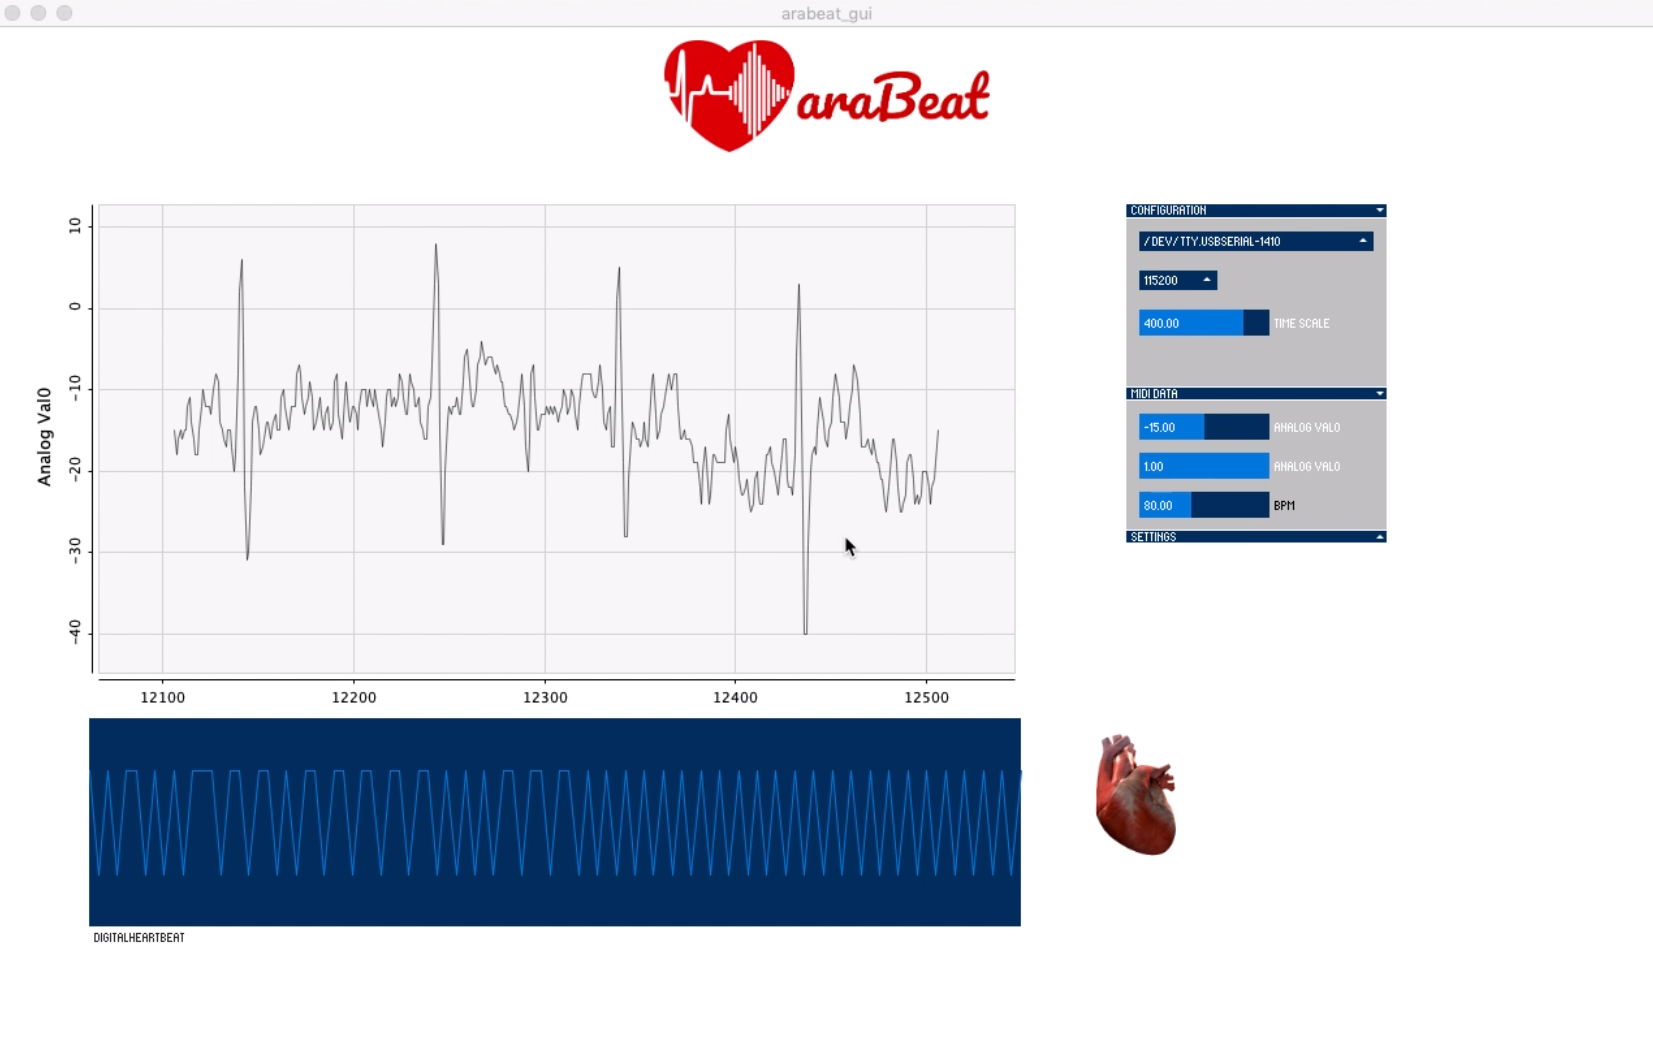 arabeat_gui
araBeat
Analog Val0
10
0
-10
-20
-30
-40
12100
12200
12300
12400
12500
CONFIGURATION
/DEV/TTY.USBSERIAL-1410
115200
400.00 TIME SCALE
MIDI DATA
-15.00 ANALOG VAL0
1.00 ANALOG VAL0
80.00 BPM
SETTINGS
DIGITALHEARTBEAT